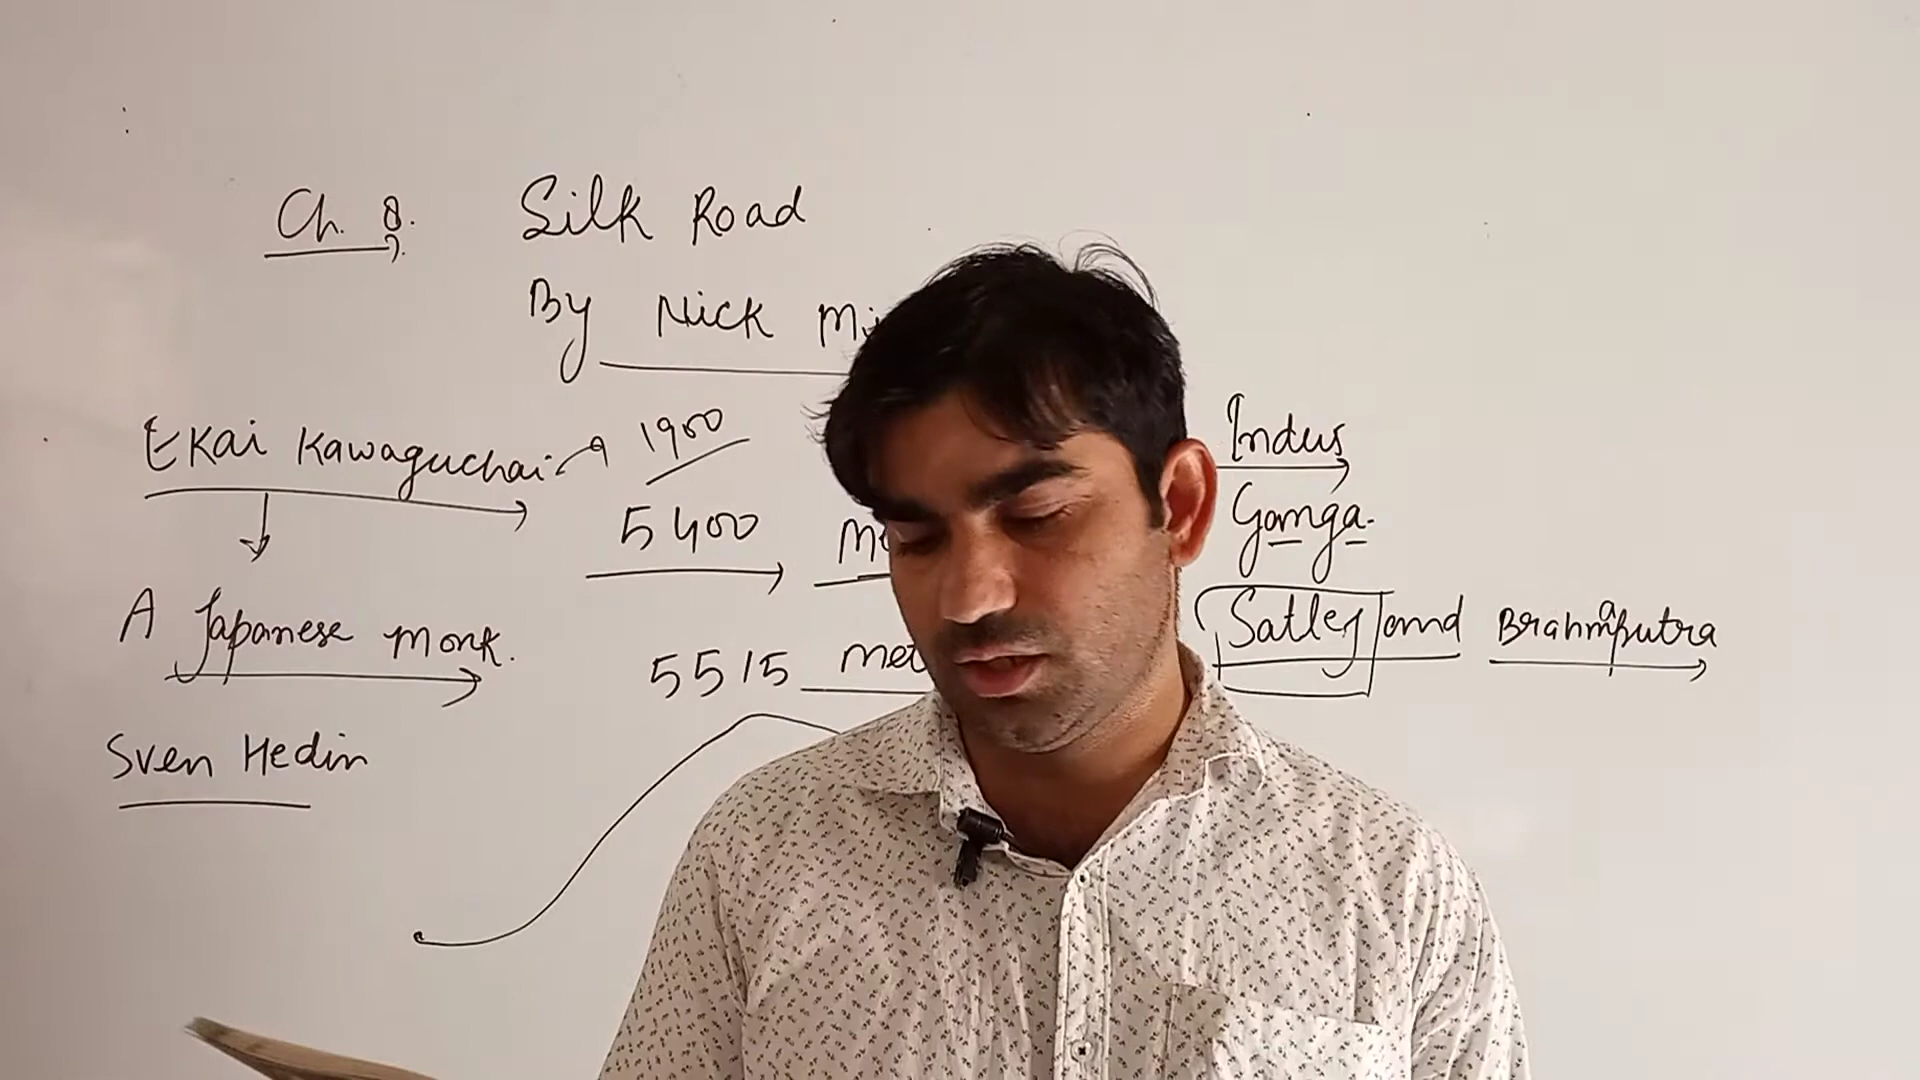 Ch. 8. Silk Road
By Nick
Ekai Kawaguchai 1900
5400
A Japanese Monk.
5515
Sven Hedin
Indus
Gamga.
Satlej and Brahmaputra